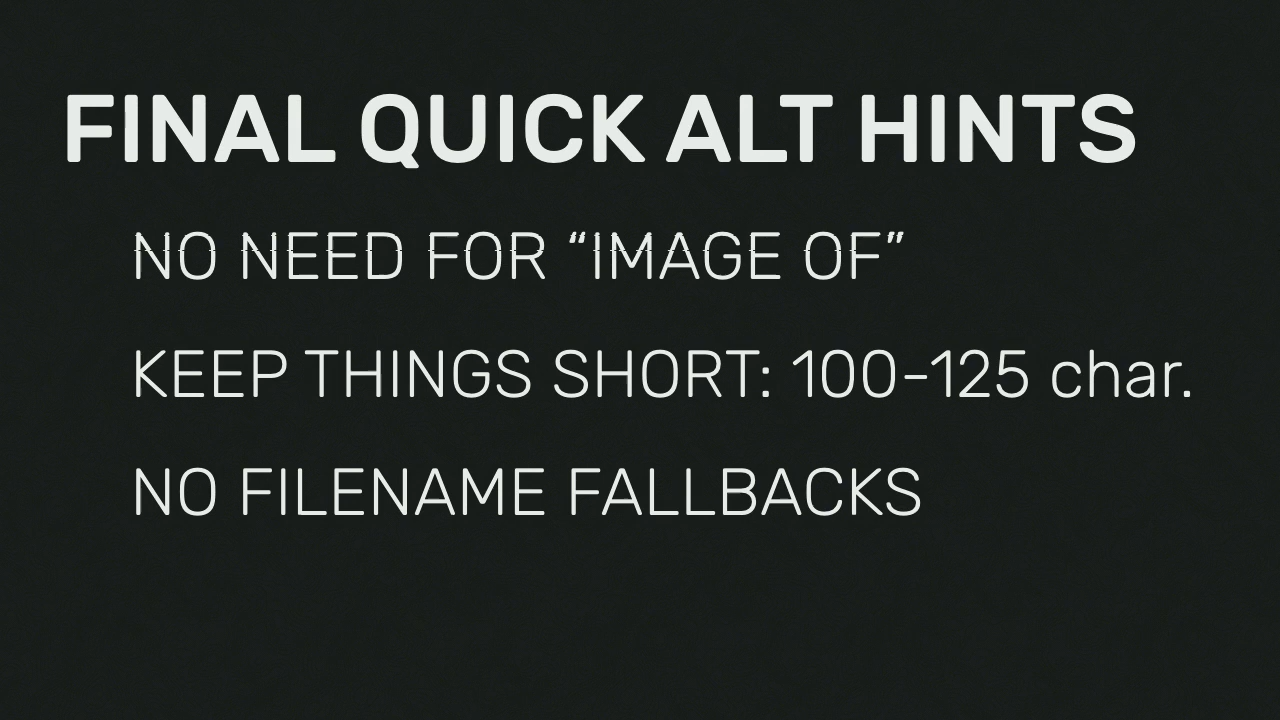 FINAL QUICK ALT HINTS
NO NEED FOR “IMAGE OF”
KEEP THINGS SHORT: 100-125 char.
NO FILENAME FALLBACKS